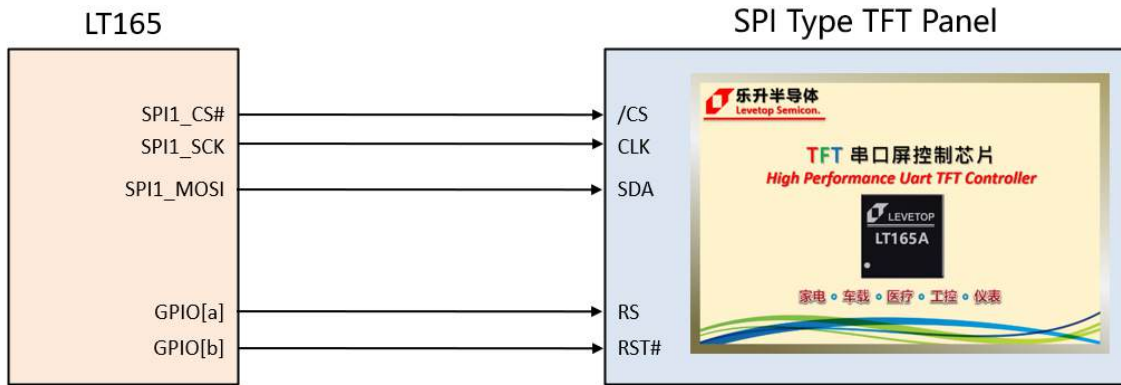 LT165
SPI Type TFT Panel
SPI1_CS#
SPI1_SCK
SPI1_MOSI
GPIO[a]
GPIO[b]
/CS
CLK
SDA
RS
RST#
乐升半导体
Levetop Semicon.
TFT 串口屏控制芯片
High Performance Uart TFT Controller
LEVETOP
LT165A
家电 • 车载 • 医疗 • 工控 • 仪表